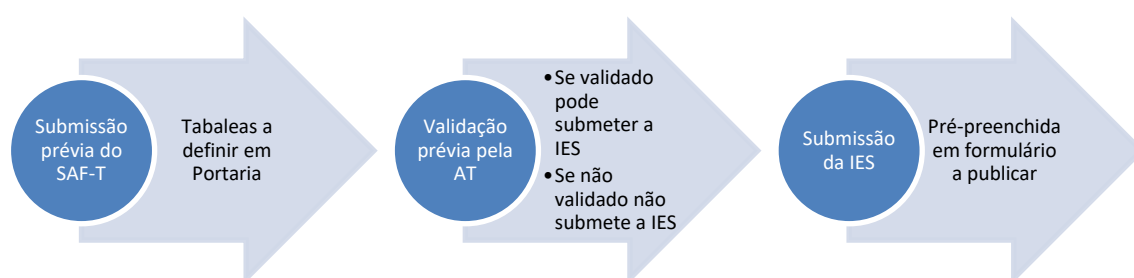 Submissão
prévia do
SAF-T
Tabaleas a
definir em
Portaria
Validação
prévia pela
AT
•Se validado
pode
submeter a
IES
•Se não
validado não
submete a IES
Submissão
da IES
Pré-preenchida
em formulário
a publicar